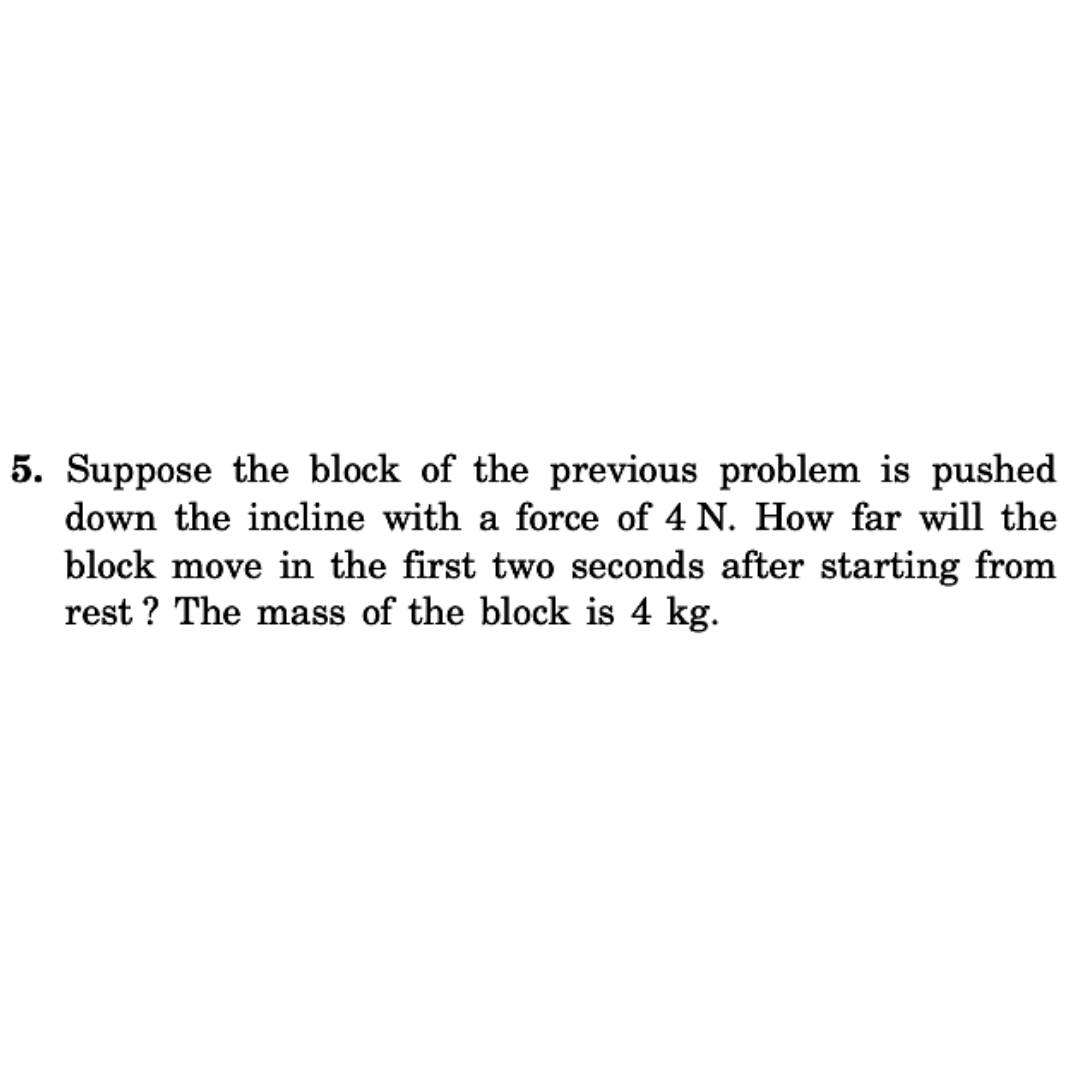 5. Suppose the block of the previous problem is pushed
down the incline with a force of 4 N. How far will the
block move in the first two seconds after starting from
rest ? The mass of the block is 4 kg.